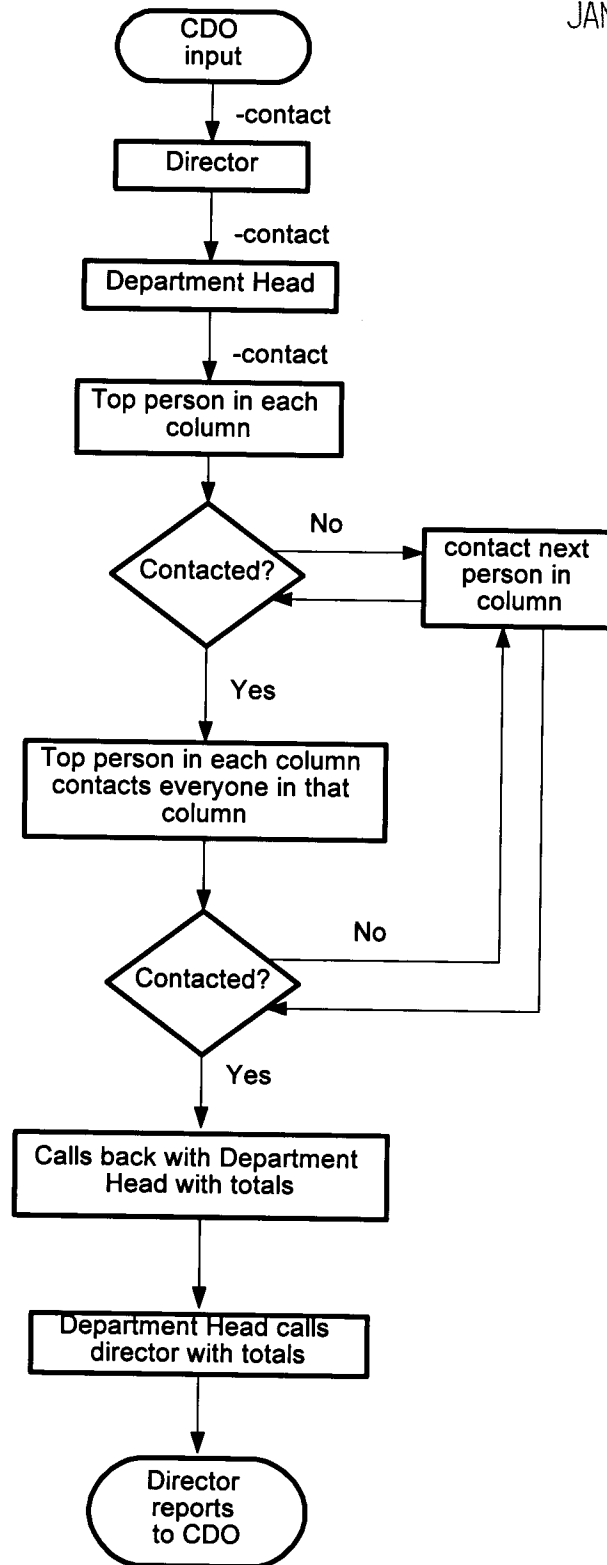 JAN
CDO
input
-contact
Director
-contact
Department Head
-contact
Top person in each
column
No
contact next
person in
column
Contacted?
Yes
Top person in each column
contacts everyone in that
column
No
Contacted?
Yes
Calls back with Department
Head with totals
Department Head calls
director with totals
Director
reports
to CDO